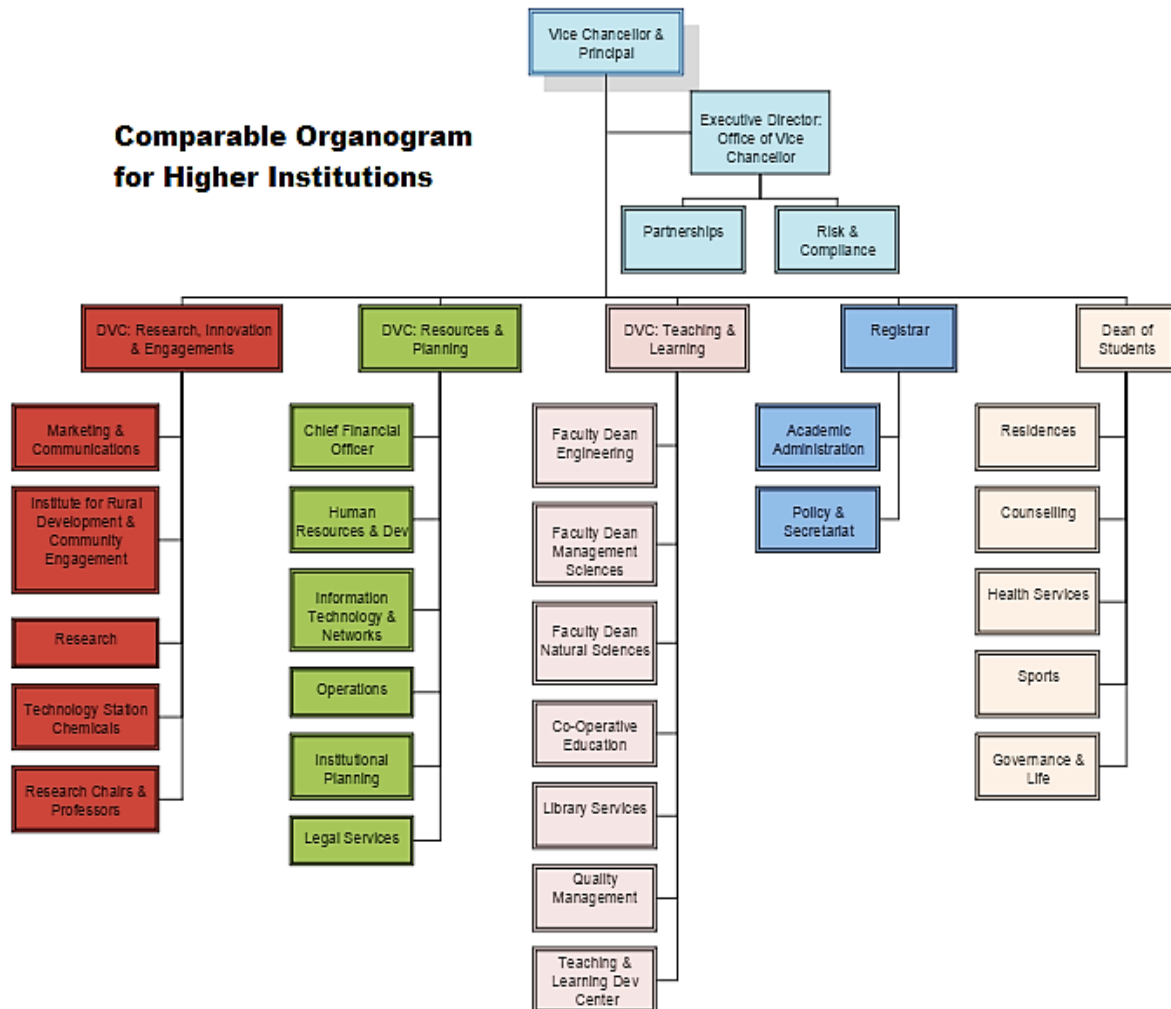 Vice Chancellor &
Principal
Executive Director:
Office of Vice
Chancellor
Comparable Organogram
for Higher Institutions
Partnerships
Risk &
Compliance
DVC: Research, Innovation
& Engagements
DVC: Resources &
Planning
DVC: Teaching &
Learning
Registrar
Dean of
Students
Marketing &
Communications
Institute for Rural
Development &
Community
Engagement
Research
Technology Station
Chemicals
Research Chairs &
Professors
Chief Financial
Officer
Human
Resources & Dev
Information
Technology &
Networks
Operations
Institutional
Planning
Legal Services
Faculty Dean
Engineering
Faculty Dean
Management
Sciences
Faculty Dean
Natural Sciences
Co-Operative
Education
Library Services
Quality
Management
Teaching &
Learning Dev
Center
Academic
Administration
Policy &
Secretariat
Residences
Counselling
Health Services
Sports
Governance &
Life